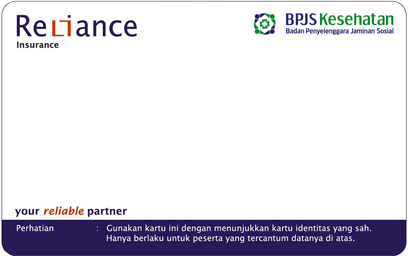 Reliance
Insurance
BPJS Kesehatan
Badan Penyelenggara Jaminan Sosial
your reliable partner
Perhatian : Gunakan kartu ini dengan menunjukkan kartu identitas yang sah.
Hanya berlaku untuk peserta yang tercantum datanya di atas.